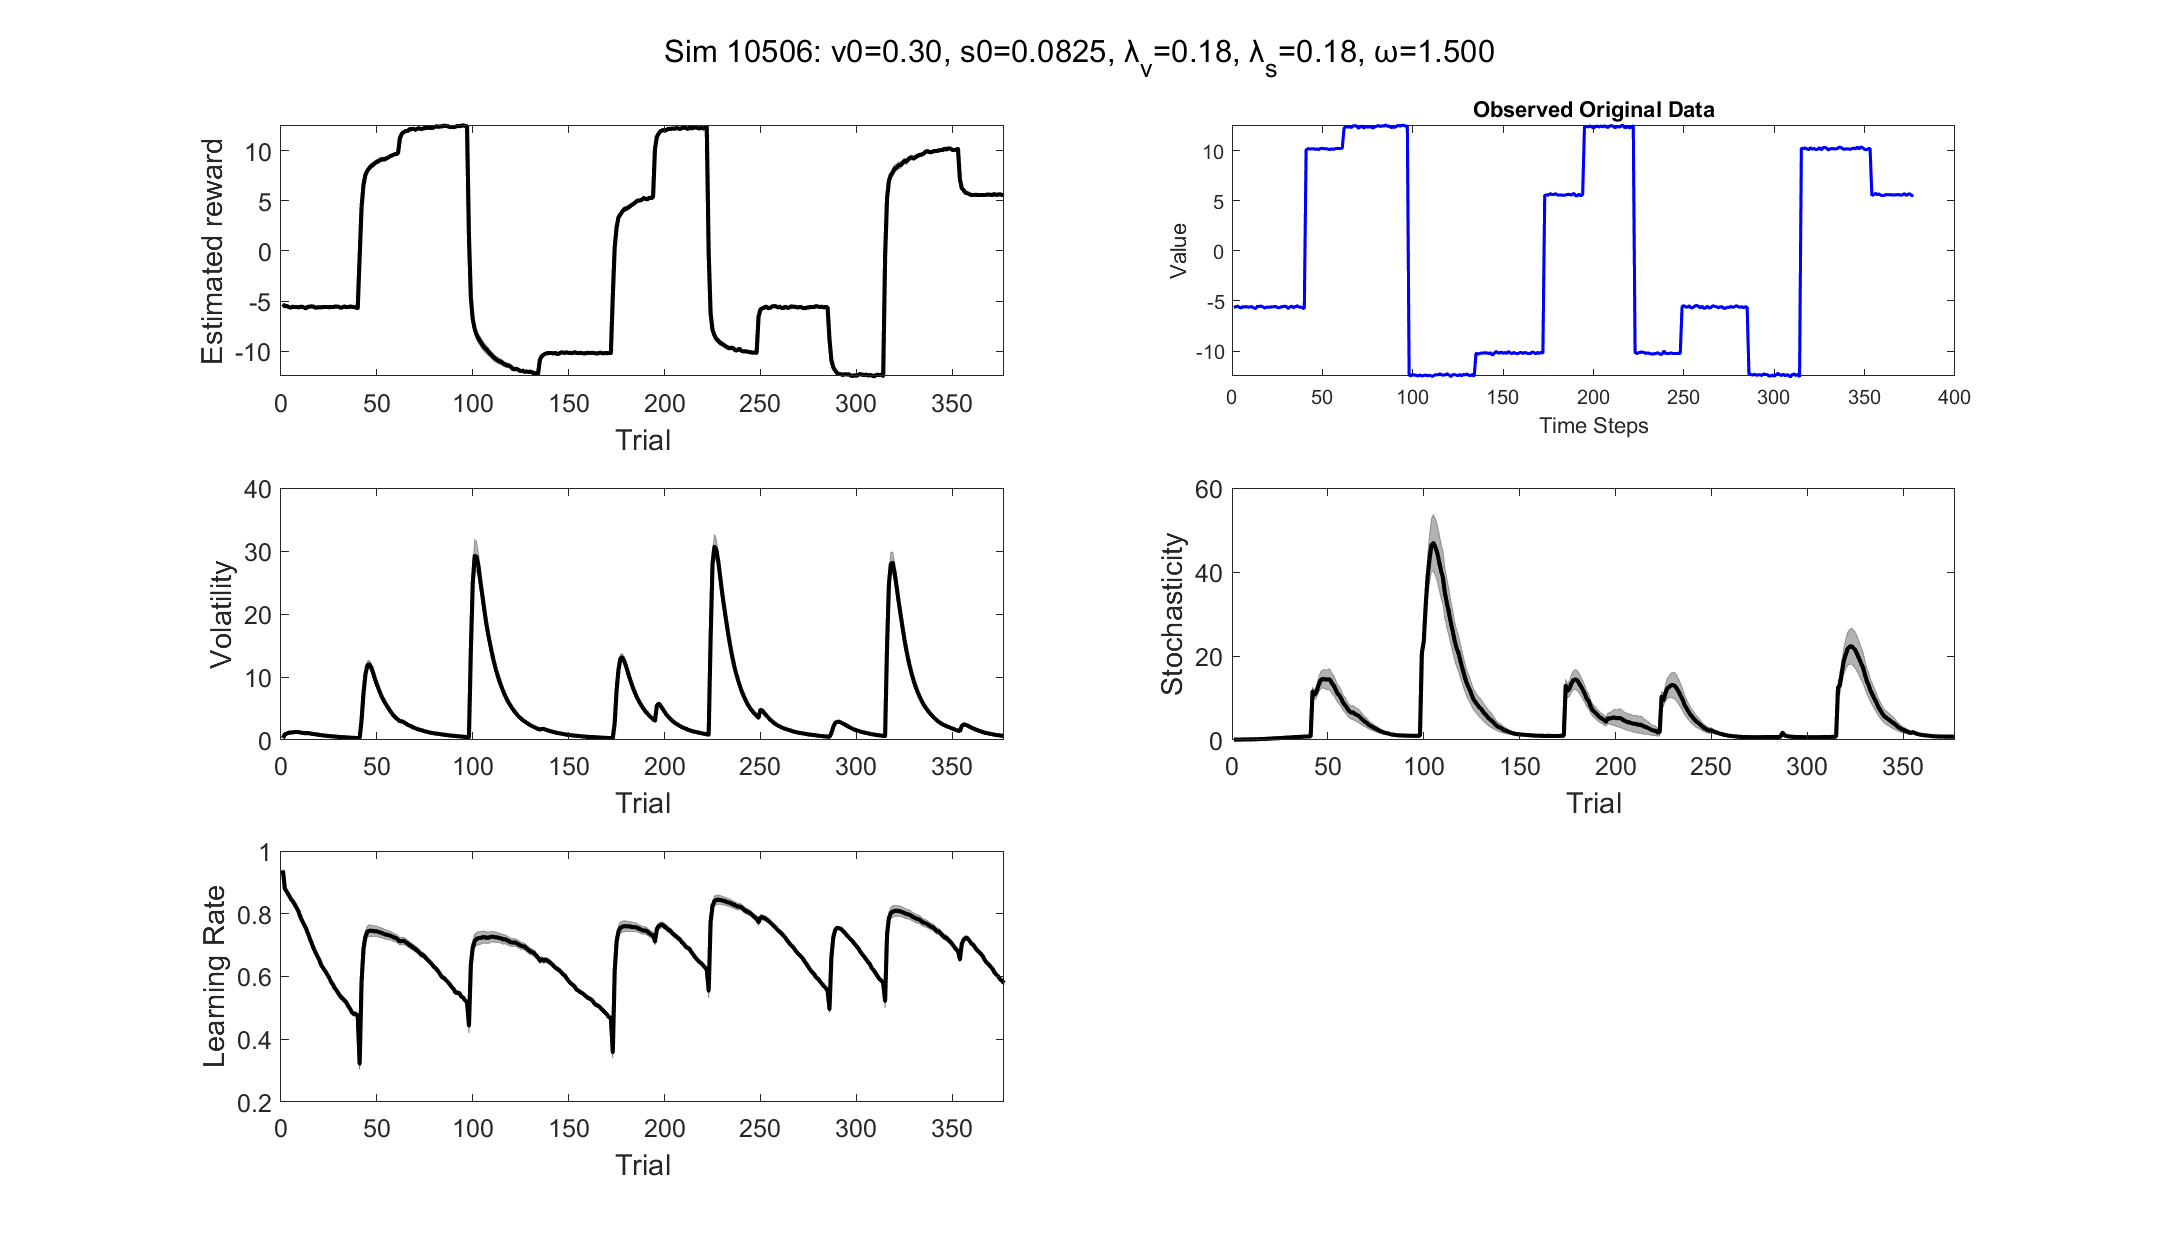 Sim 10506: v0=0.30, s0=0.0825, λ_v=0.18, λ_s=0.18, ω=1.500
Estimated reward
10
5
0
-5
-10
0 50 100 150 200 250 300 350
Trial
Observed Original Data
Value
10
5
0
-5
-10
0 50 100 150 200 250 300 350 400
Time Steps
Volatility
40
30
20
10
0
0 50 100 150 200 250 300 350
Trial
Stochasticity
60
40
20
0
0 50 100 150 200 250 300 350
Trial
Learning Rate
1
0.8
0.6
0.4
0.2
0 50 100 150 200 250 300 350
Trial